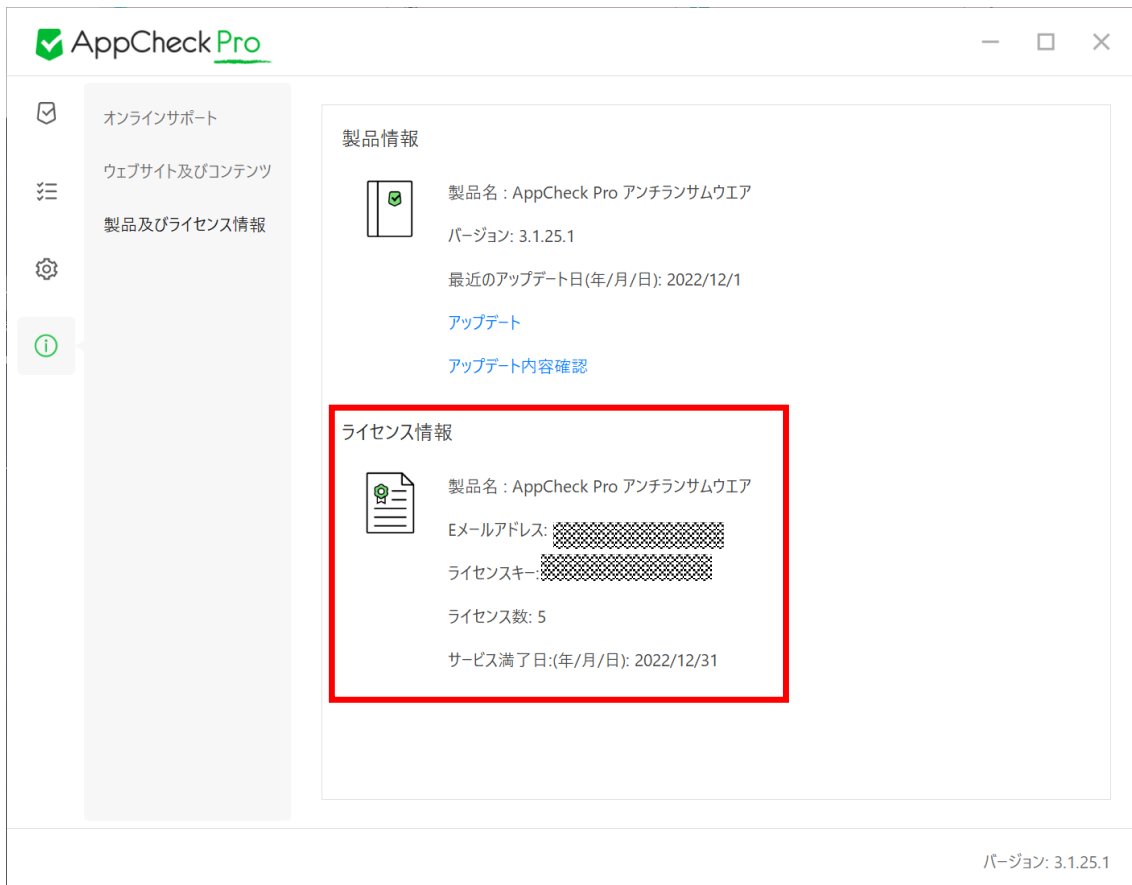 AppCheck Pro
オンラインサポート
ウェブサイト及びコンテンツ
製品及びライセンス情報
製品情報
製品名 : AppCheck Pro アンチランサムウエア
バージョン: 3.1.25.1
最近のアップデート日(年/月/日): 2022/12/1
アップデート
アップデート内容確認
ライセンス情報
製品名 : AppCheck Pro アンチランサムウエア
Eメールアドレス:
ライセンスキー:
ライセンス数: 5
サービス満了日:(年/月/日): 2022/12/31
バージョン: 3.1.25.1